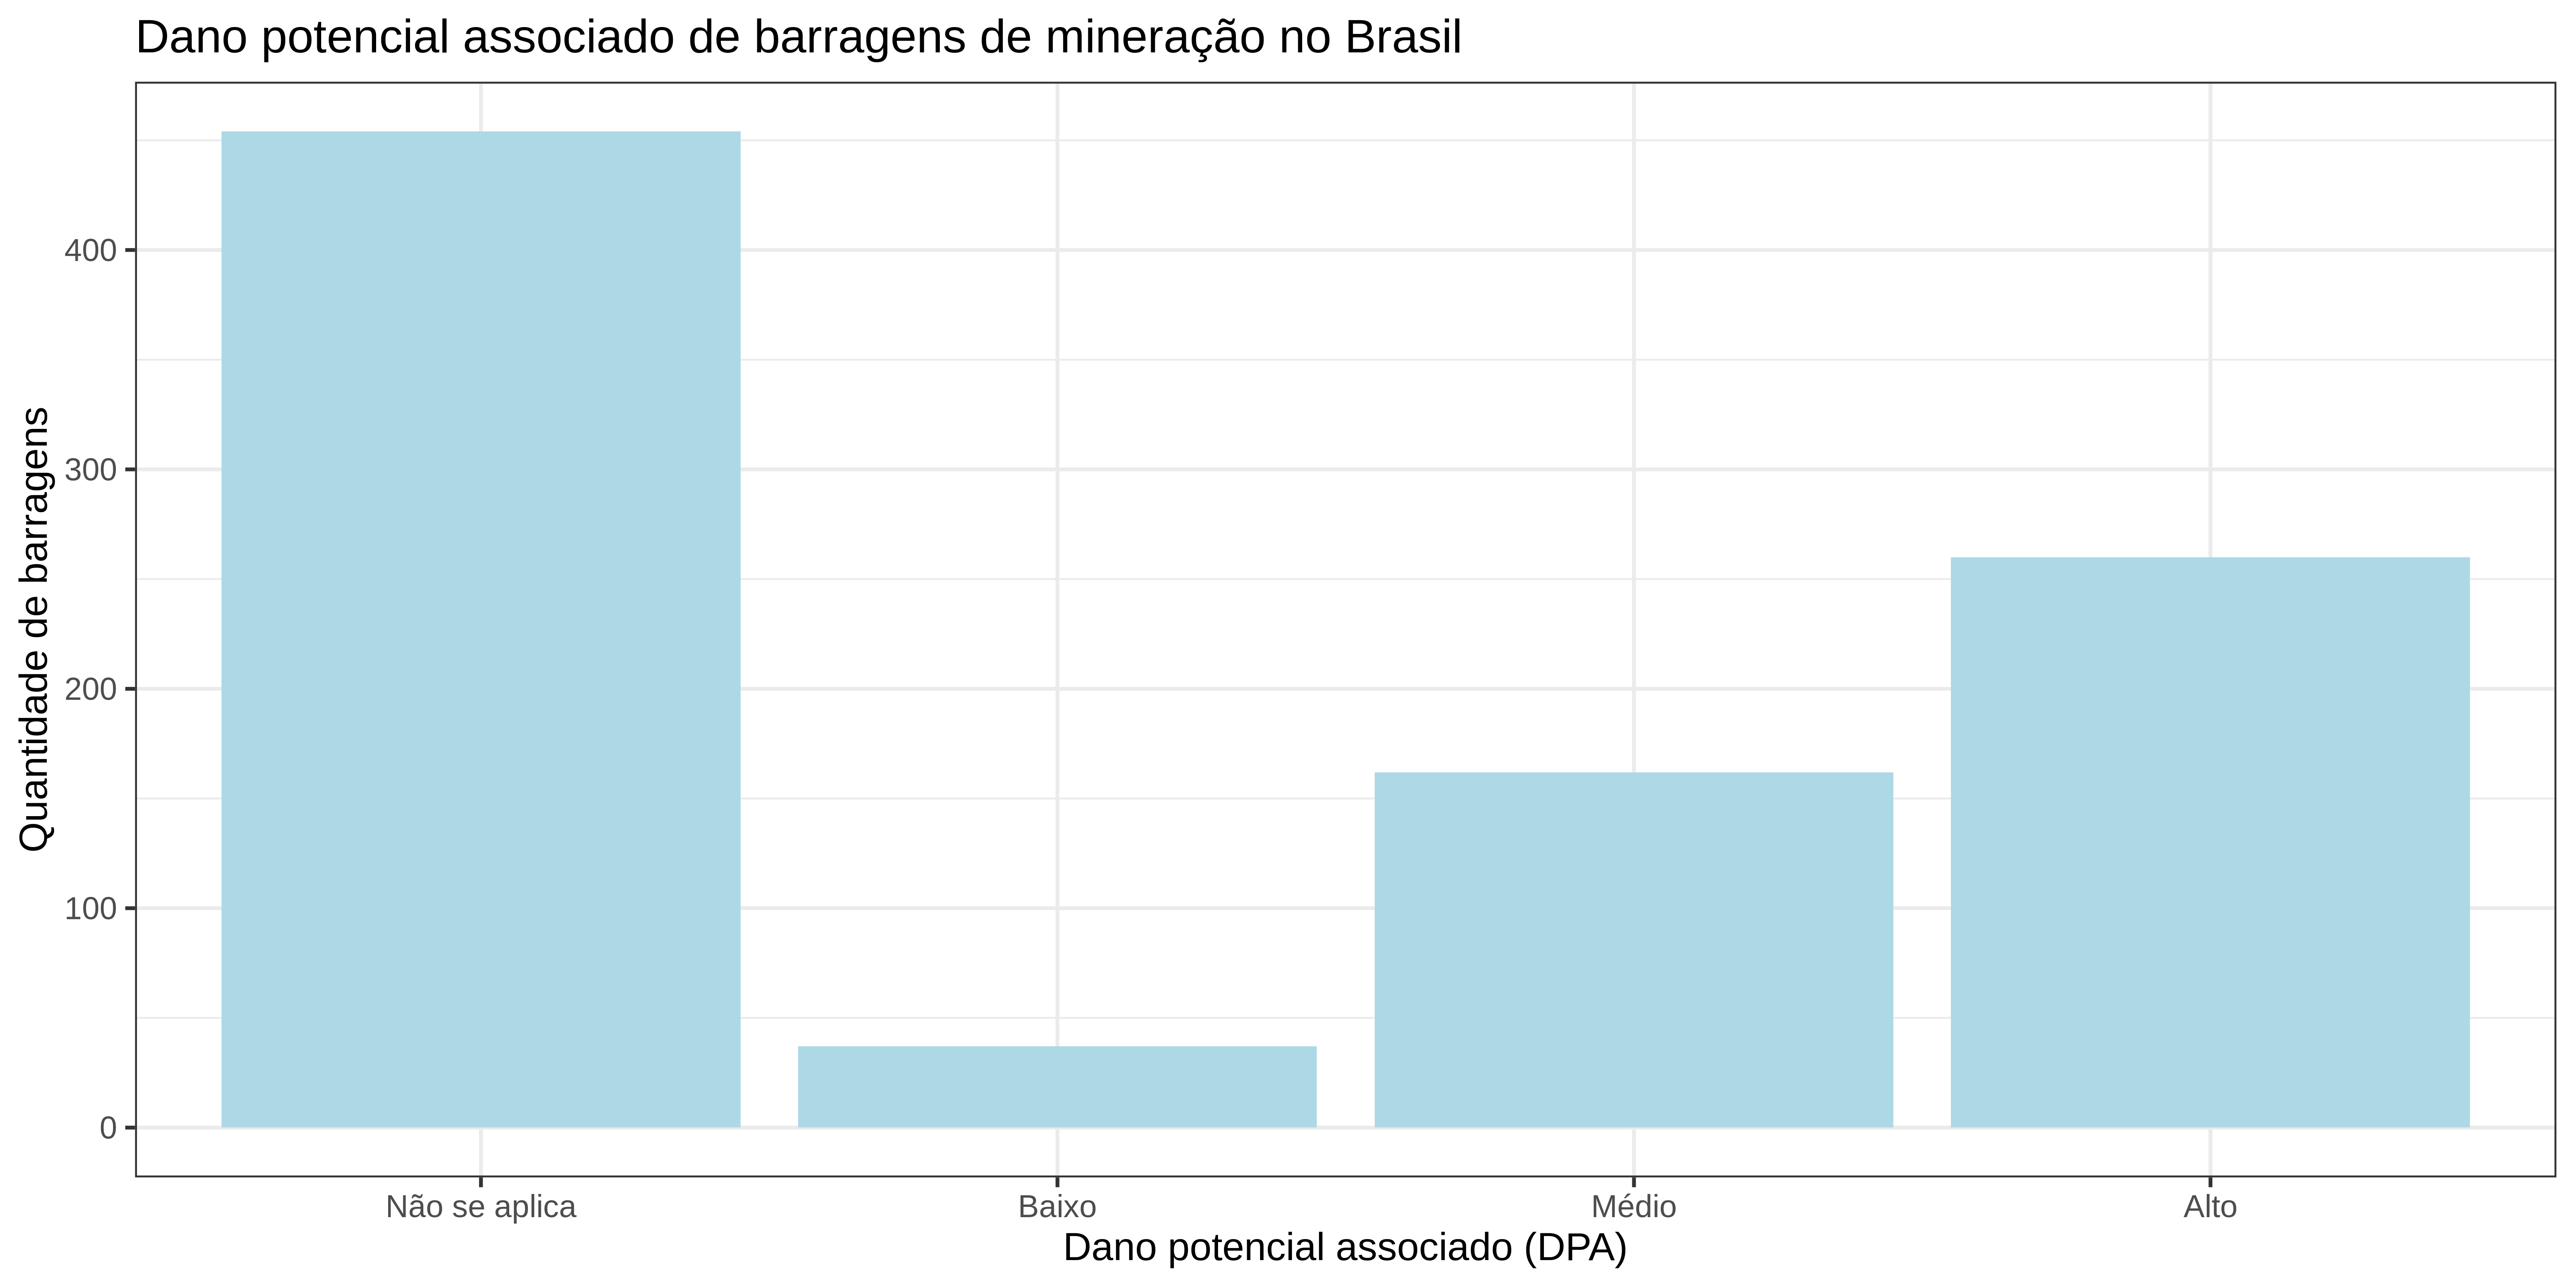 Dano potencial associado de barragens de mineração no Brasil
Quantidade de barragens
400
300
200
100
0
Não se aplica
Baixo
Médio
Alto
Dano potencial associado (DPA)